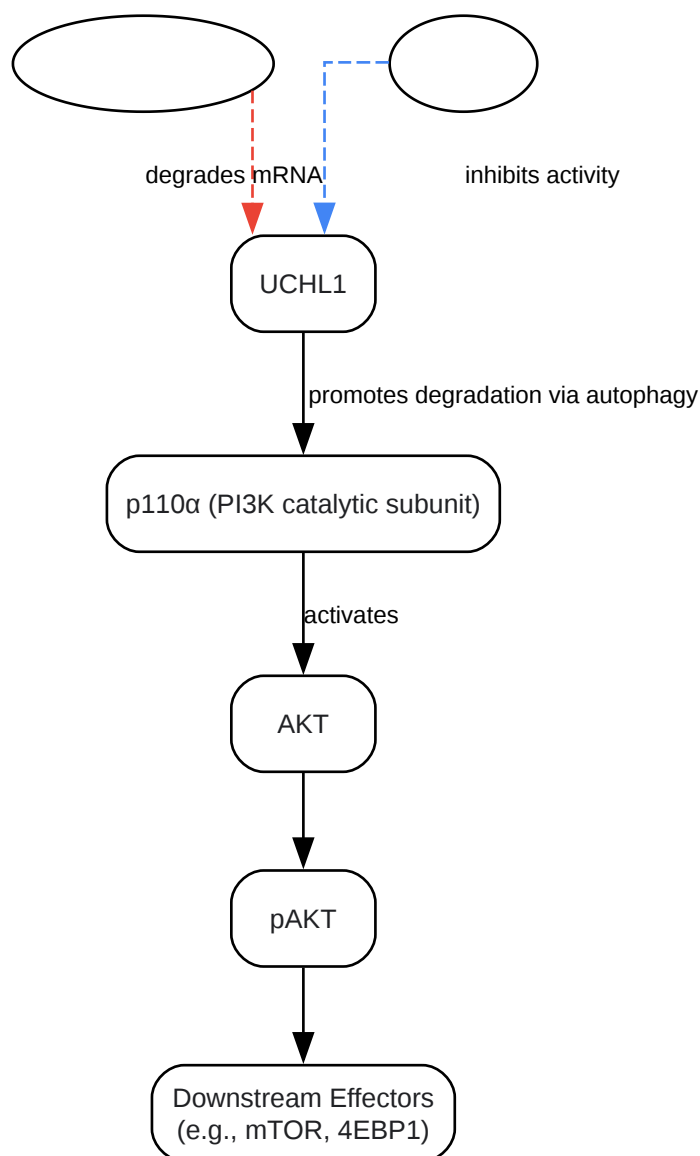 degrades mRNA
inhibits activity
UCHL1
promotes degradation via autophagy
p110α (PI3K catalytic subunit)
activates
AKT
pAKT
Downstream Effectors
(e.g., mTOR, 4EBP1)